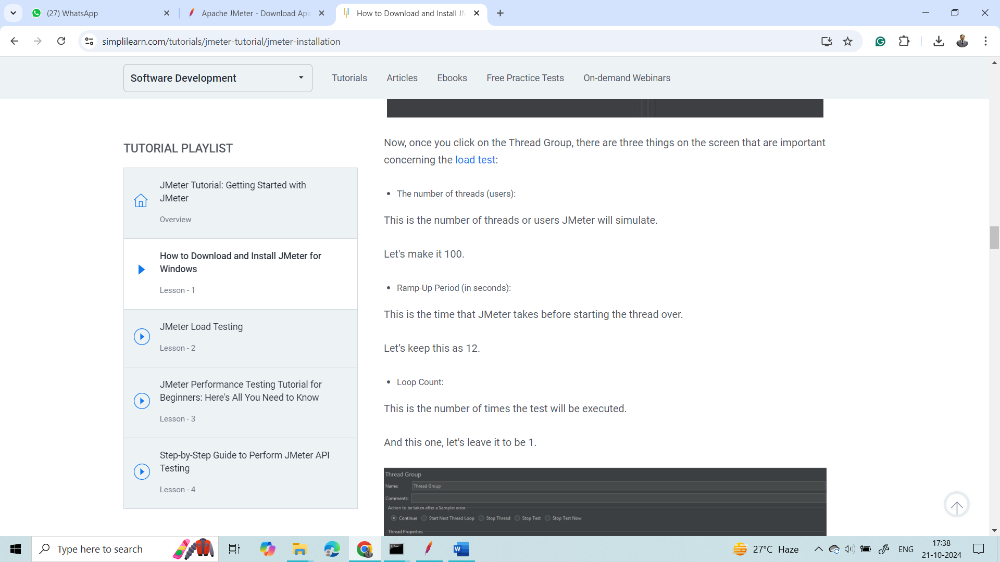 (27) WhatsApp
Apache JMeter - Download Apa
How to Download and Install JM
simplilearn.com/tutorials/jmeter-tutorial/jmeter-installation
Software Development
Tutorials
Articles
Ebooks
Free Practice Tests
On-demand Webinars
TUTORIAL PLAYLIST
JMeter Tutorial: Getting Started with
JMeter
Overview
How to Download and Install JMeter for
Windows
Lesson - 1
JMeter Load Testing
Lesson - 2
JMeter Performance Testing Tutorial for
Beginners: Here's All You Need to Know
Lesson - 3
Step-by-Step Guide to Perform JMeter API
Testing
Lesson - 4
Now, once you click on the Thread Group, there are three things on the screen that are important
concerning the load test:
• The number of threads (users):
This is the number of threads or users JMeter will simulate.
Let's make it 100.
• Ramp-Up Period (in seconds):
This is the time that JMeter takes before starting the thread over.
Let’s keep this as 12.
• Loop Count:
This is the number of times the test will be executed.
And this one, let's leave it to be 1.
Thread Group
Name: Thread Group
Comments:
Action to be taken after a Sampler error
Continue Start Next Thread Loop Stop Thread Stop Test Stop Test Now
Thread Properties
Type here to search
27°C Haze
ENG
17:38
21-10-2024